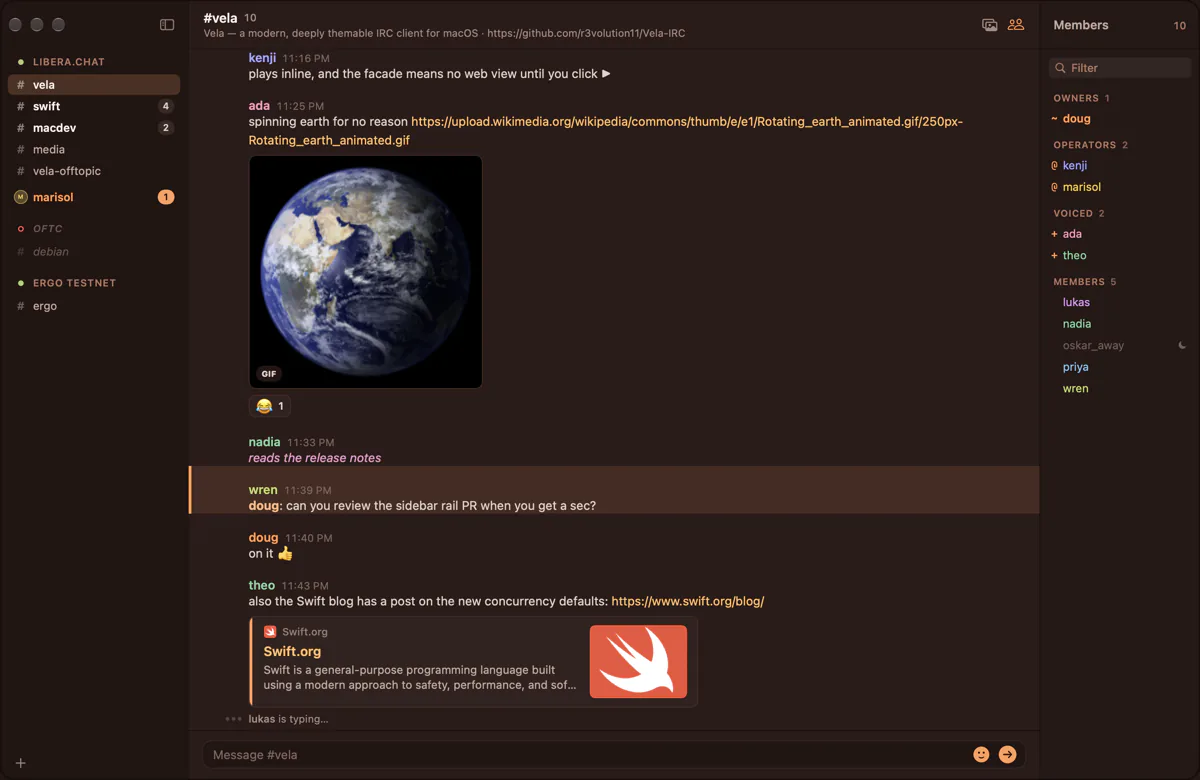 LIBERA.CHAT
# vela
# swift 4
# macdev 2
# media
# vela-offtopic
M marisol 1
OFTC
# debian
ERGO TESTNET
# ergo
+
#vela 10
Vela — a modern, deeply themable IRC client for macOS · https://github.com/r3volution11/Vela-IRC
kenji 11:16 PM
plays inline, and the facade means no web view until you click ▶
ada 11:25 PM
spinning earth for no reason https://upload.wikimedia.org/wikipedia/commons/thumb/e/e1/Rotating_earth_animated.gif/250px-
Rotating_earth_animated.gif
GIF
😂 1
nadia 11:33 PM
reads the release notes
wren 11:39 PM
doug: can you review the sidebar rail PR when you get a sec?
doug 11:40 PM
on it 👍
theo 11:43 PM
also the Swift blog has a post on the new concurrency defaults: https://www.swift.org/blog/
Swift.org
Swift.org
Swift is a general-purpose programming language built
using a modern approach to safety, performance, and sof…
lukas is typing…
Message #vela
Members 10
Filter
OWNERS 1
~ doug
OPERATORS 2
@ kenji
@ marisol
VOICED 2
+ ada
+ theo
MEMBERS 5
lukas
nadia
oskar_away
priya
wren